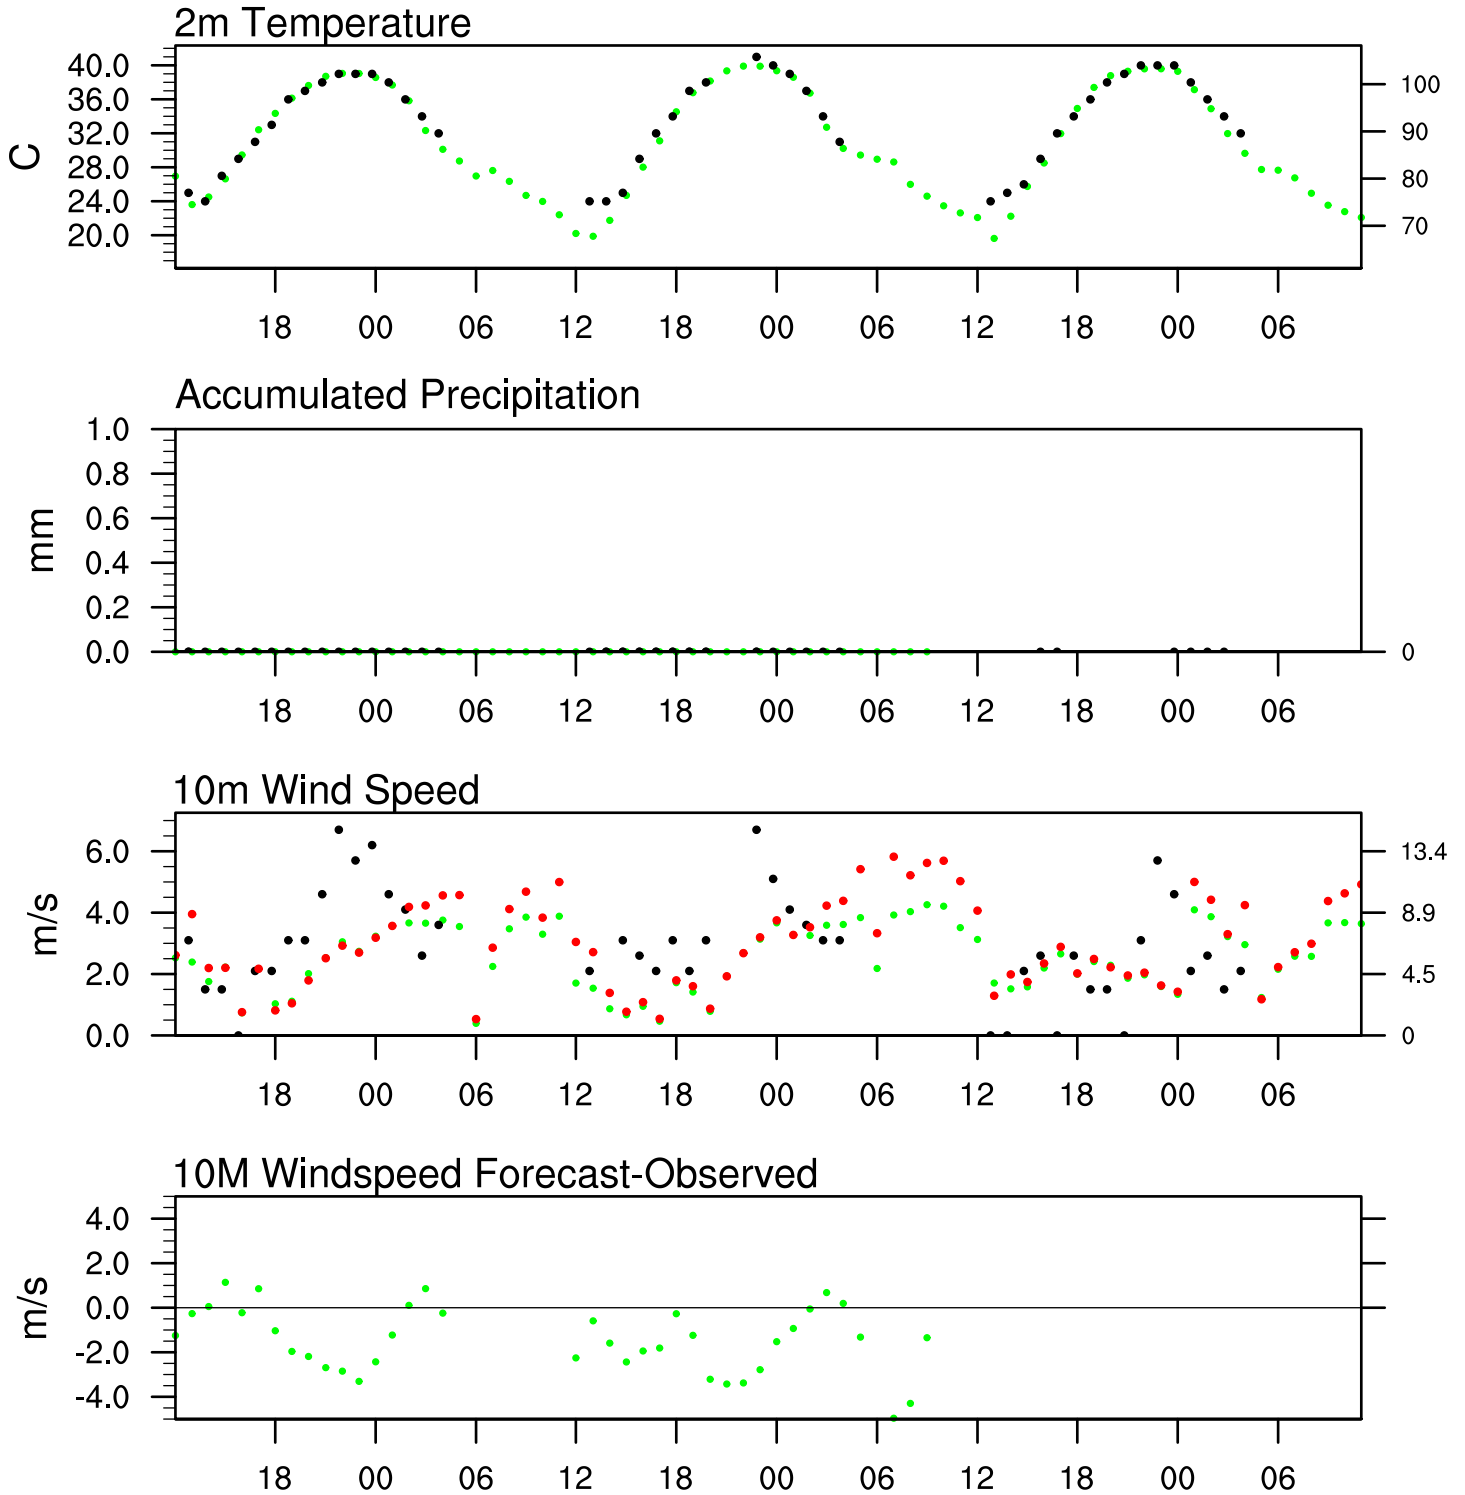 2m Temperature
40.0
36.0
32.0
28.0
24.0
20.0
C
100
90
80
70
18 00 06 12 18 00 06 12 18 00 06
Accumulated Precipitation
1.0
0.8
0.6
0.4
0.2
0.0
mm
0
18 00 06 12 18 00 06 12 18 00 06
10m Wind Speed
6.0
4.0
2.0
0.0
m/s
13.4
8.9
4.5
0
18 00 06 12 18 00 06 12 18 00 06
10M Windspeed Forecast-Observed
4.0
2.0
0.0
-2.0
-4.0
m/s
18 00 06 12 18 00 06 12 18 00 06